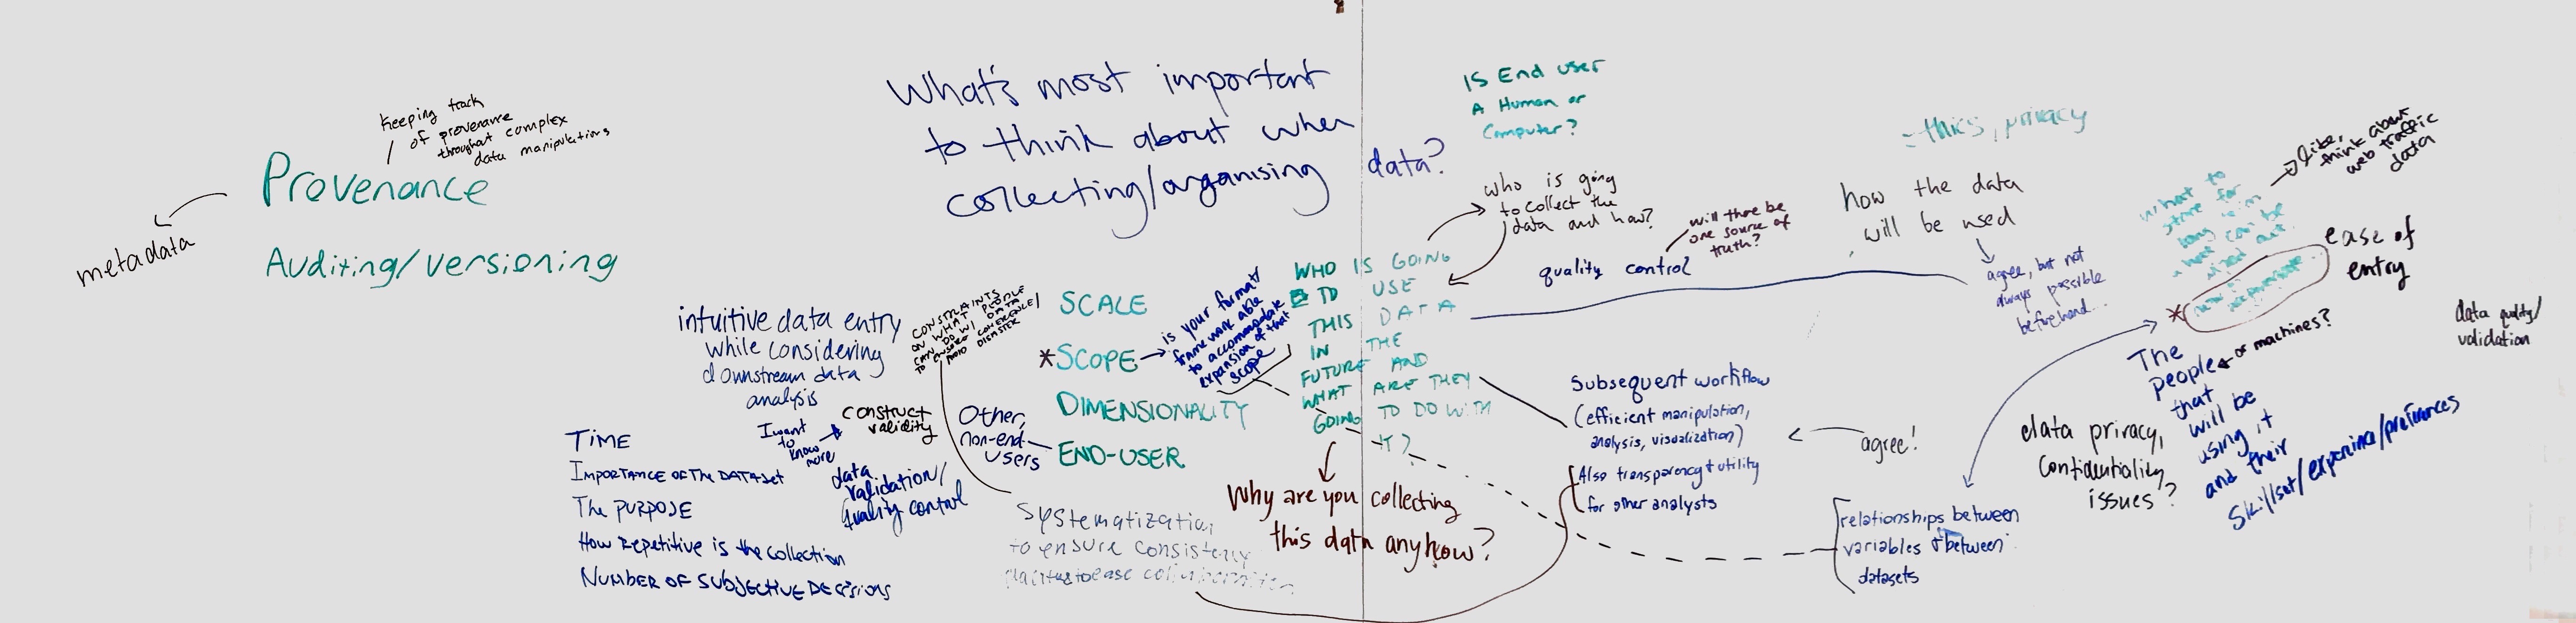 What's most important
to think about when
collecting/organising data?
Keeping track
of provenance
throughout complex
data manipulations
Provenance
metadata
Auditing/versioning
intuitive data entry
while considering
downstream data
analysis
I want
to
know
more
construct
validity
data
validation/
quality control
TIME
IMPORTANCE OF THE DATASET
The PURPOSE
How Repetitive is the collection
NUMBER OF SUBJECTIVE DECISIONS
CONSTRAINTS
ON WHAT PEOPLE
CAN DO W/ DATA
TO ENSURE COHERENCE/
AVOID DISASTER
SCALE
*SCOPE
DIMENSIONALITY
END-USER
Other,
non-end-
users
is your format/
framework able
to accommodate
expansion of that
scope
Systematization
to ensure consistency
collaboration
WHO IS GOING
TO USE
THIS DATA
IN THE
FUTURE AND
WHAT ARE THEY
GOING TO DO WITH
IT?
Why are you collecting
this data anyhow?
IS End user
A Human or
Computer?
who is going
to collect the
data and how?
will there be
one source of
truth?
quality control
Subsequent workflow
(efficient manipulation,
analysis, visualization)
Also transparency + utility
for other analysts
agree!
ethics, privacy
how the data
will be used
agree, but not
always possible
beforehand.
what to
store for
long term
what can be
out
like,
think about
web traffic
data
ease of
entry
*
The
people or machines?
that
will be
using it
and their
skillset/experience/preferences
data privacy,
confidentiality
issues?
relationships between
variables + between
datasets
data quality/
validation